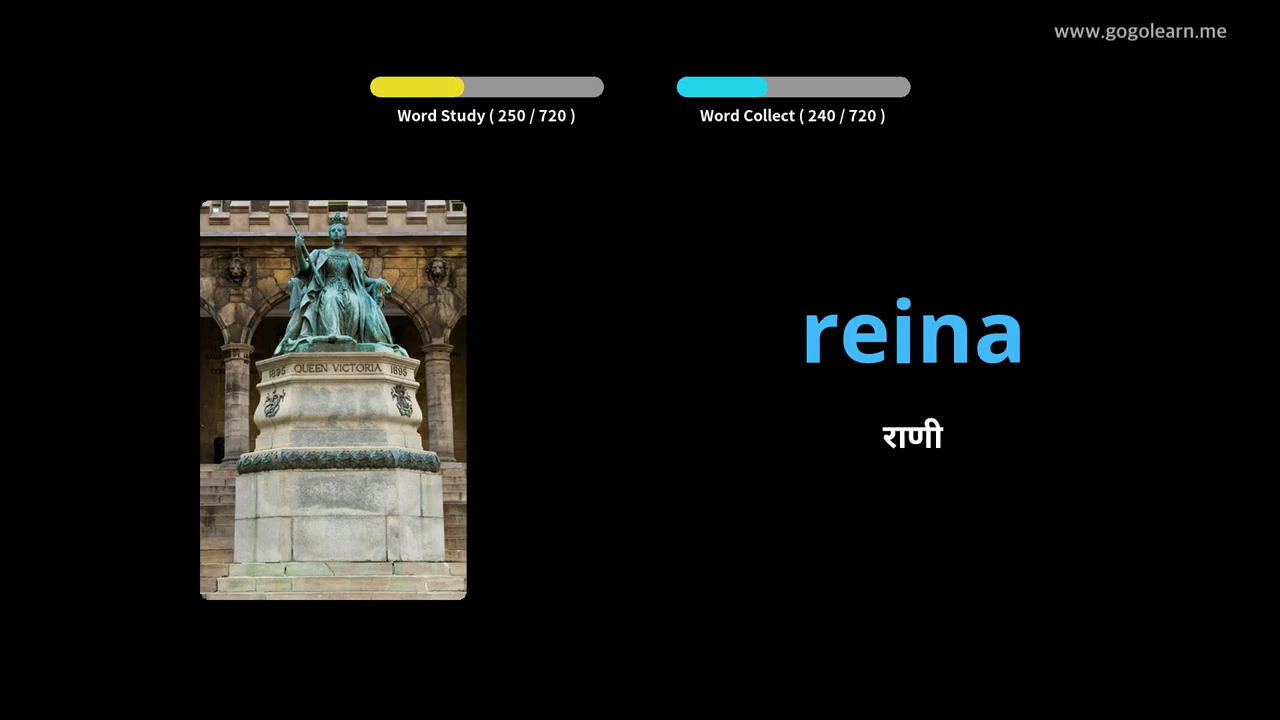 www.gogolearn.me
Word Study ( 250 / 720 )
Word Collect ( 240 / 720 )
1895 QUEEN VICTORIA 1895
reina
राणी